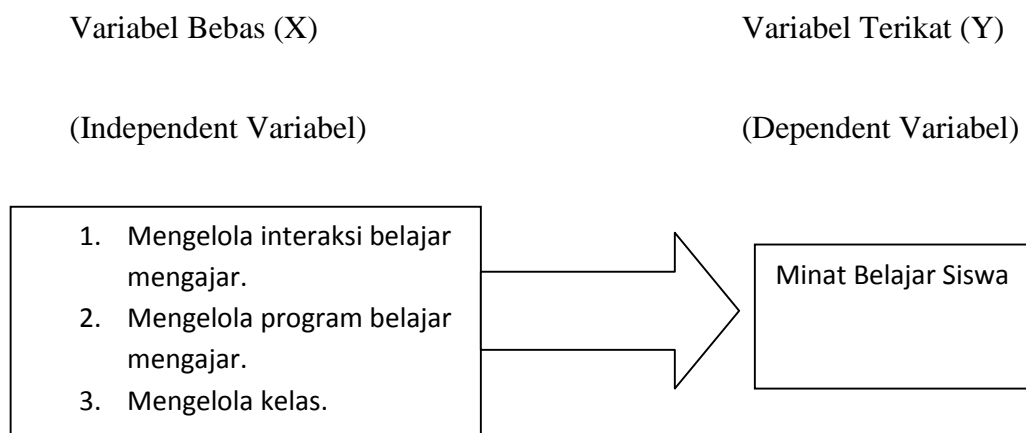 Variabel Bebas (X)
Variabel Terikat (Y)
(Independent Variabel)
(Dependent Variabel)
1. Mengelola interaksi belajar
mengajar.
2. Mengelola program belajar
mengajar.
3. Mengelola kelas.
Minat Belajar Siswa